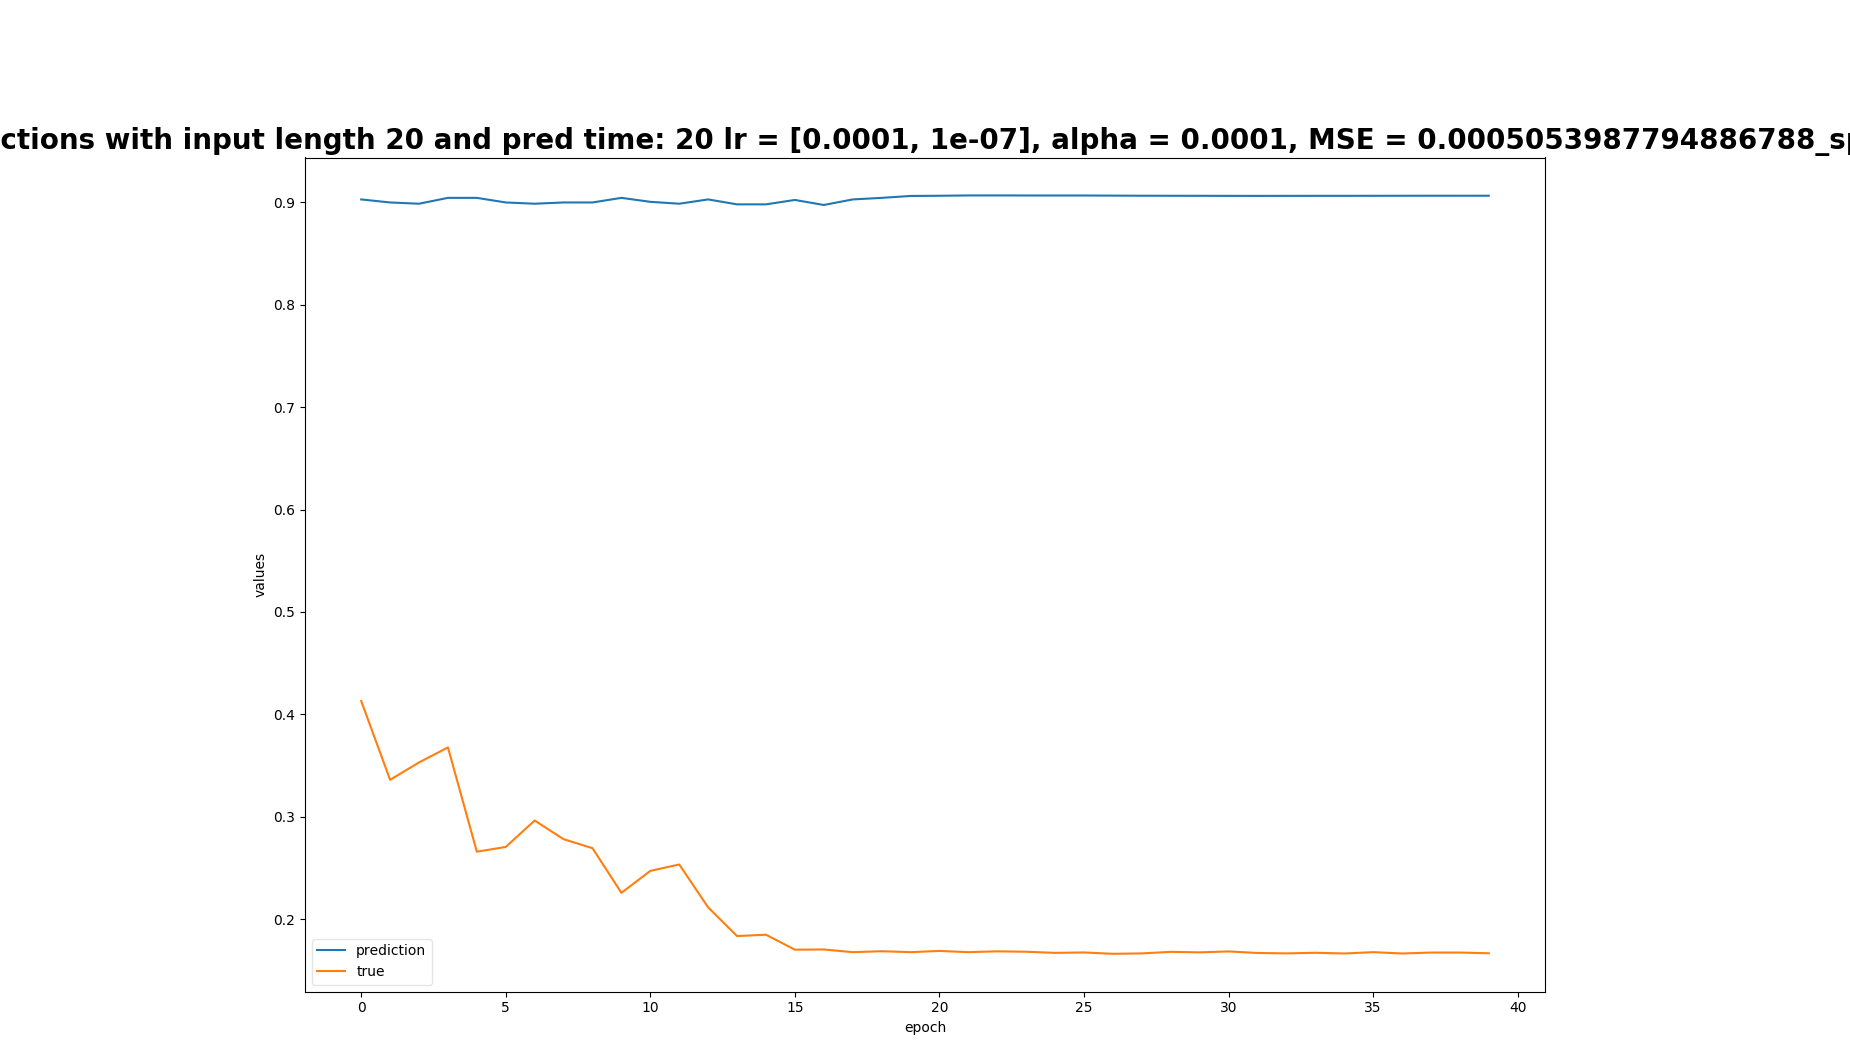 ctions with input length 20 and pred time: 20 lr = [0.0001, 1e-07], alpha = 0.0001, MSE = 0.0005053987794886788_sp
0.9
0.8
0.7
0.6
0.5
0.4
0.3
0.2
values
prediction
true
0 5 10 15 20 25 30 35 40
epoch